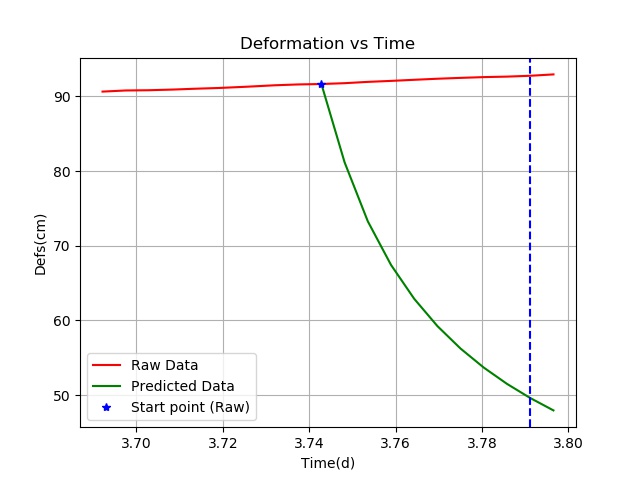 Deformation vs Time
Defs(cm)
90
80
70
60
50
Raw Data
Predicted Data
Start point (Raw)
3.70 3.72 3.74 3.76 3.78 3.80
Time(d)